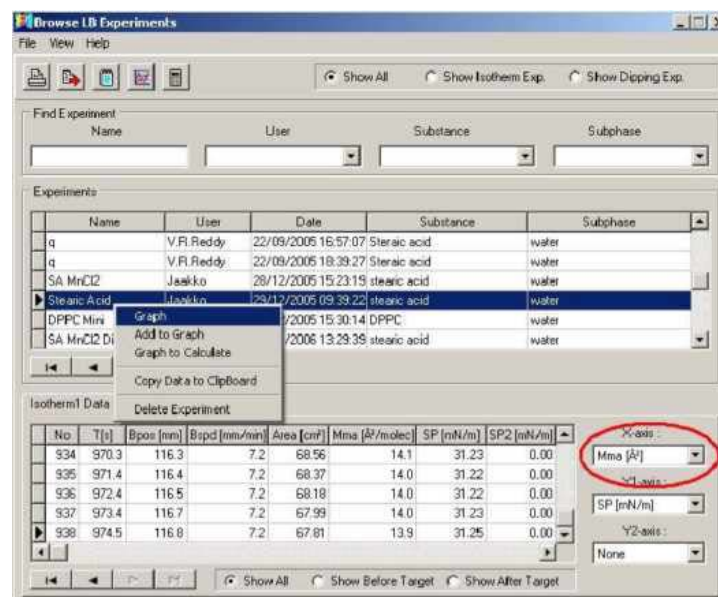 Browse LB Experiments
File View Help
Show All Show Isotherm Exp. Show Dipping Exp.
Find Experiment
Name User Substance Subphase
Experiments
Name User Date Substance Subphase
q V.R.Reddy 22/09/2005 16:57:07 Steraic acid water
q V.R.Reddy 22/09/2005 18:39:27 Steraic acid water
SA MnCl2 Jaakko 28/12/2005 15:23:19 stearic acid water
Stearic Acid Jaakko 29/12/2005 09:39:22 stearic acid water
DPPC Mini /2005 15:30:14 DPPC water
SA MnCl2 Di /2006 13:29:39 stearic acid water
Graph
Add to Graph
Graph to Calculate
Copy Data to ClipBoard
Delete Experiment
Isotherm1 Data
No T[s] Bpos [mm] Bspd [mm/min] Area [cm²] Mma [Å²/molec] SP [mN/m] SP2 [mN/m]
934 970.3 116.3 7.2 68.56 14.1 31.23 0.00
935 971.4 116.4 7.2 68.37 14.0 31.22 0.00
936 972.4 116.5 7.2 68.18 14.0 31.22 0.00
937 973.4 116.7 7.2 67.99 14.0 31.23 0.00
938 974.5 116.8 7.2 67.81 13.9 31.25 0.00
X-axis :
Mma [Å²]
Y1-axis :
SP [mN/m]
Y2-axis :
None
Show All Show Before Target Show After Target